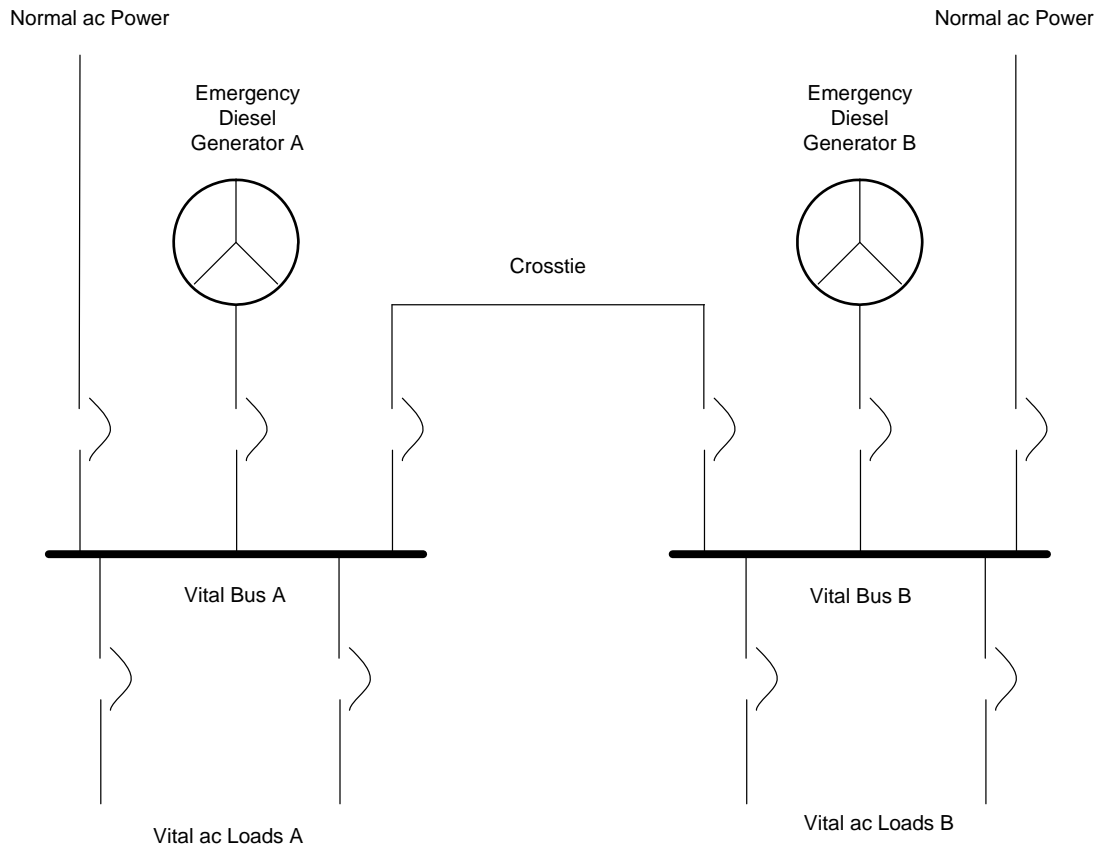 Normal ac Power
Normal ac Power
Emergency
Diesel
Generator A
Emergency
Diesel
Generator B
Crosstie
Vital Bus A
Vital Bus B
Vital ac Loads A
Vital ac Loads B